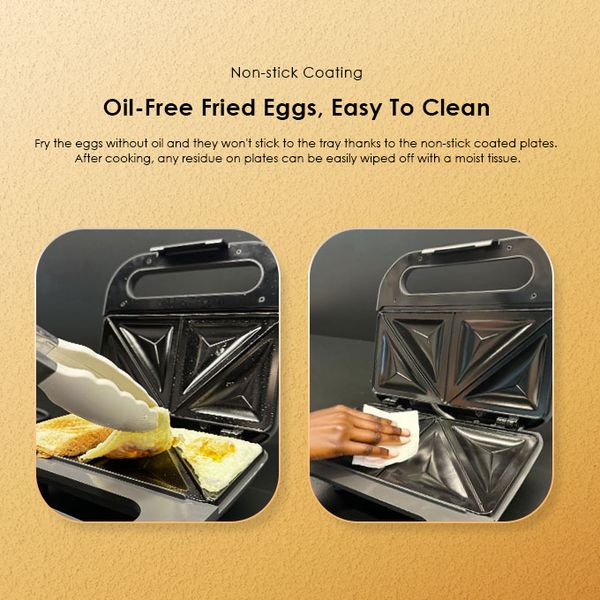 Non-stick Coating
Oil-Free Fried Eggs, Easy To Clean
Fry the eggs without oil and they won't stick to the tray thanks to the non-stick coated plates.
After cooking, any residue on plates can be easily wiped off with a moist tissue.